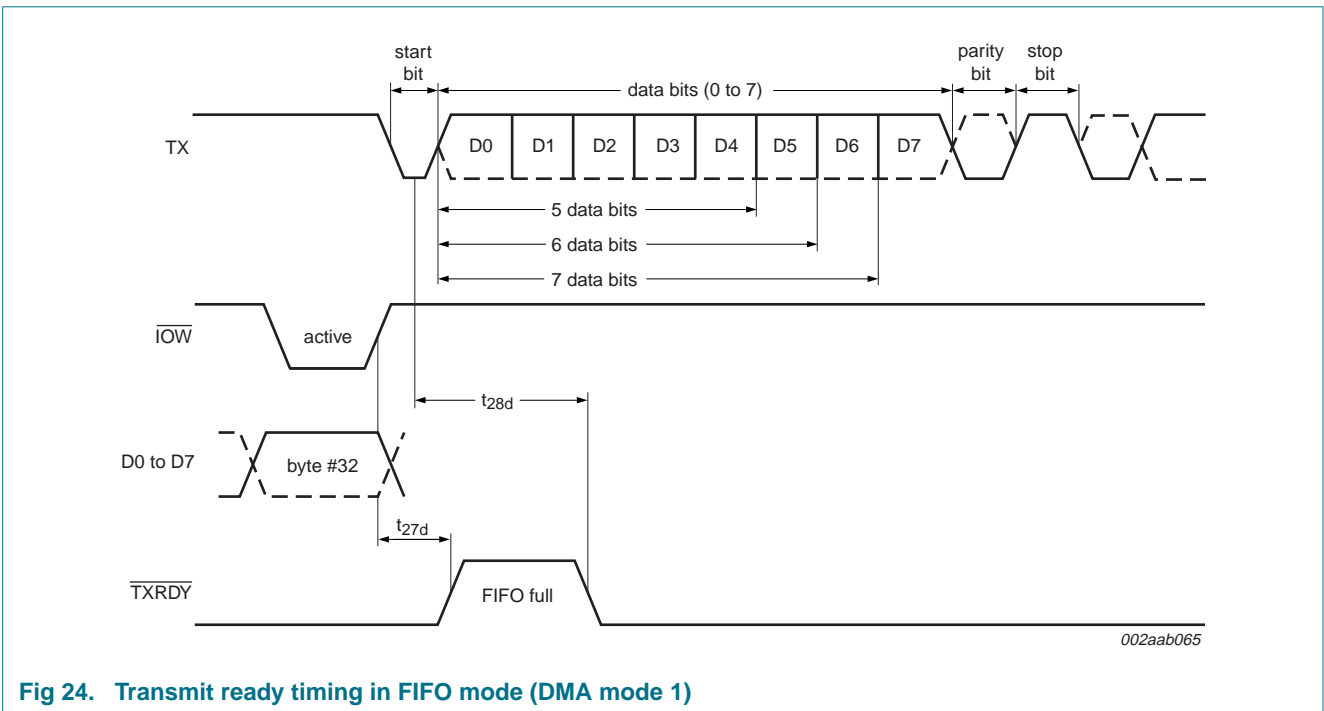 start
bit
data bits (0 to 7)
parity
bit
stop
bit
TX
D0 D1 D2 D3 D4 D5 D6 D7
5 data bits
6 data bits
7 data bits
IOW
active
t28d
D0 to D7
byte #32
t27d
TXRDY
FIFO full
002aab065
Fig 24. Transmit ready timing in FIFO mode (DMA mode 1)